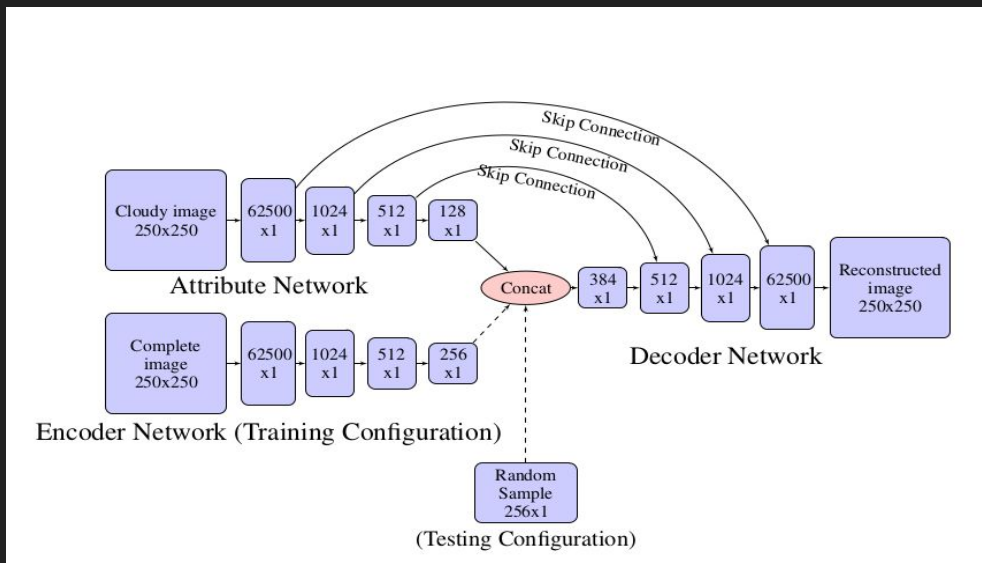 Skip Connection
Skip Connection
Skip Connection
Cloudy image
250x250
62500
x1
1024
x1
512
x1
128
x1
Attribute Network
Concat
384
x1
512
x1
1024
x1
62500
x1
Reconstructed
image
250x250
Decoder Network
Complete
image
250x250
62500
x1
1024
x1
512
x1
256
x1
Encoder Network (Training Configuration)
Random
Sample
256x1
(Testing Configuration)